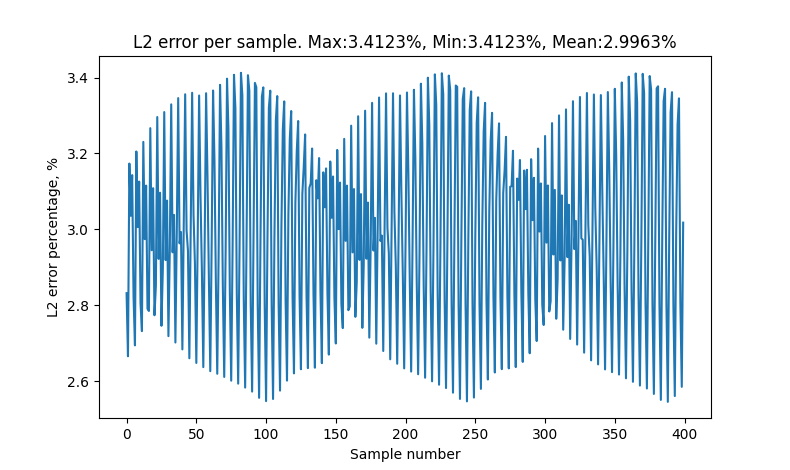 L2 error per sample. Max:3.4123%, Min:3.4123%, Mean:2.9963%
L2 error percentage, %
3.4
3.2
3.0
2.8
2.6
0 50 100 150 200 250 300 350 400
Sample number